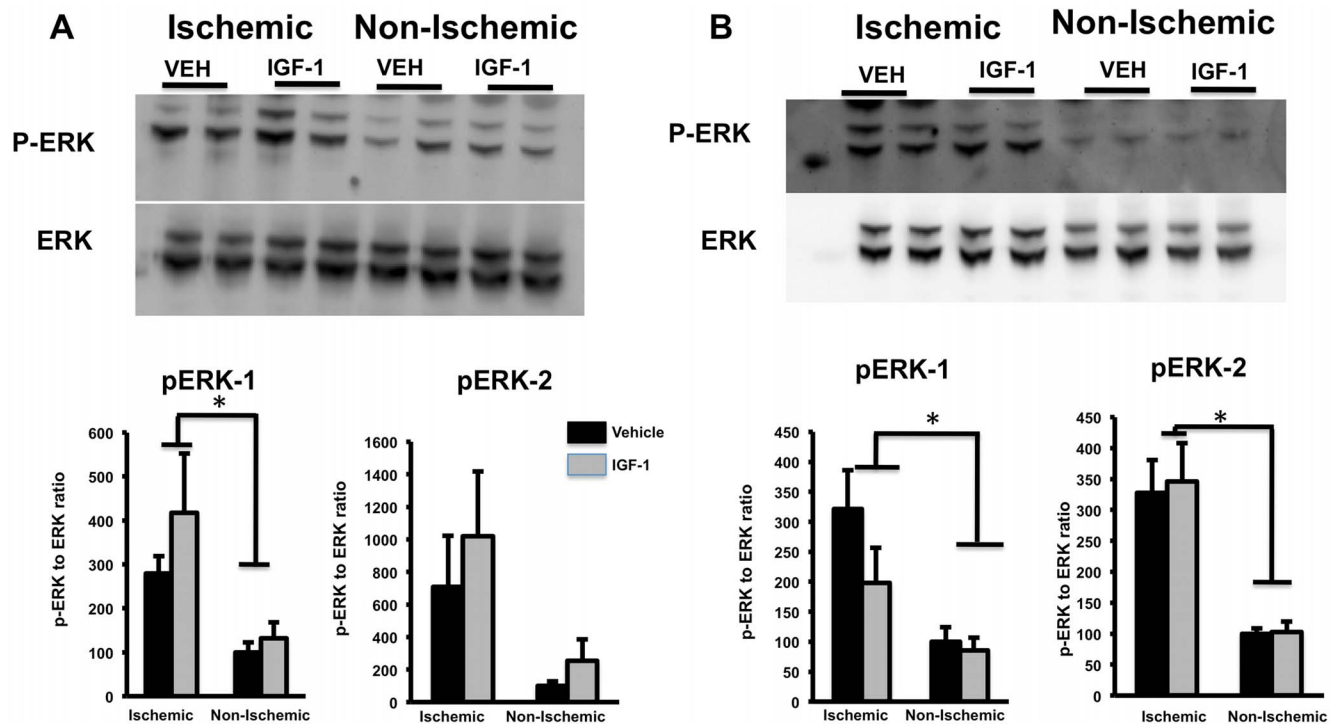 A
Ischemic Non-Ischemic
VEH IGF-1 VEH IGF-1
P-ERK
ERK
pERK-1
*
p-ERK to ERK ratio
600
500
400
300
200
100
0
Ischemic Non-Ischemic
pERK-2
p-ERK to ERK ratio
1600
1400
1200
1000
800
600
400
200
0
Ischemic Non-Ischemic
Vehicle
IGF-1
B
Ischemic Non-Ischemic
VEH IGF-1 VEH IGF-1
P-ERK
ERK
pERK-1
*
p-ERK to ERK ratio
450
400
350
300
250
200
150
100
50
0
Ischemic Non-Ischemic
pERK-2
*
p-ERK to ERK ratio
450
400
350
300
250
200
150
100
50
0
Ischemic Non-Ischemic